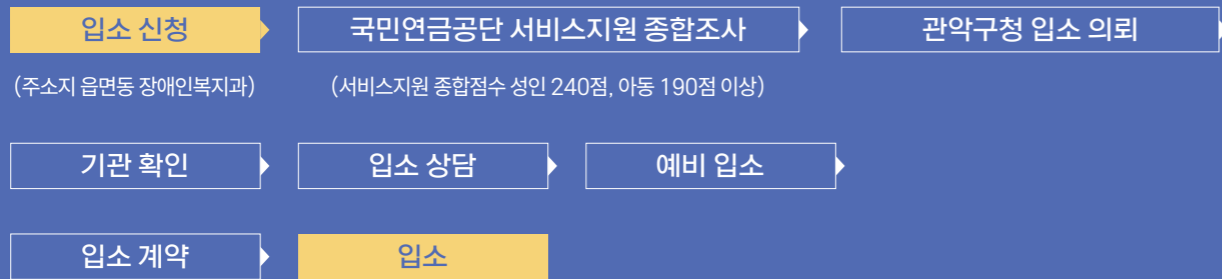 입소 신청
국민연금공단 서비스지원 종합조사
관악구청 입소 의뢰
(주소지 읍면동 장애인복지과)
(서비스지원 종합점수 성인 240점, 아동 190점 이상)
기관 확인
입소 상담
예비 입소
입소 계약
입소